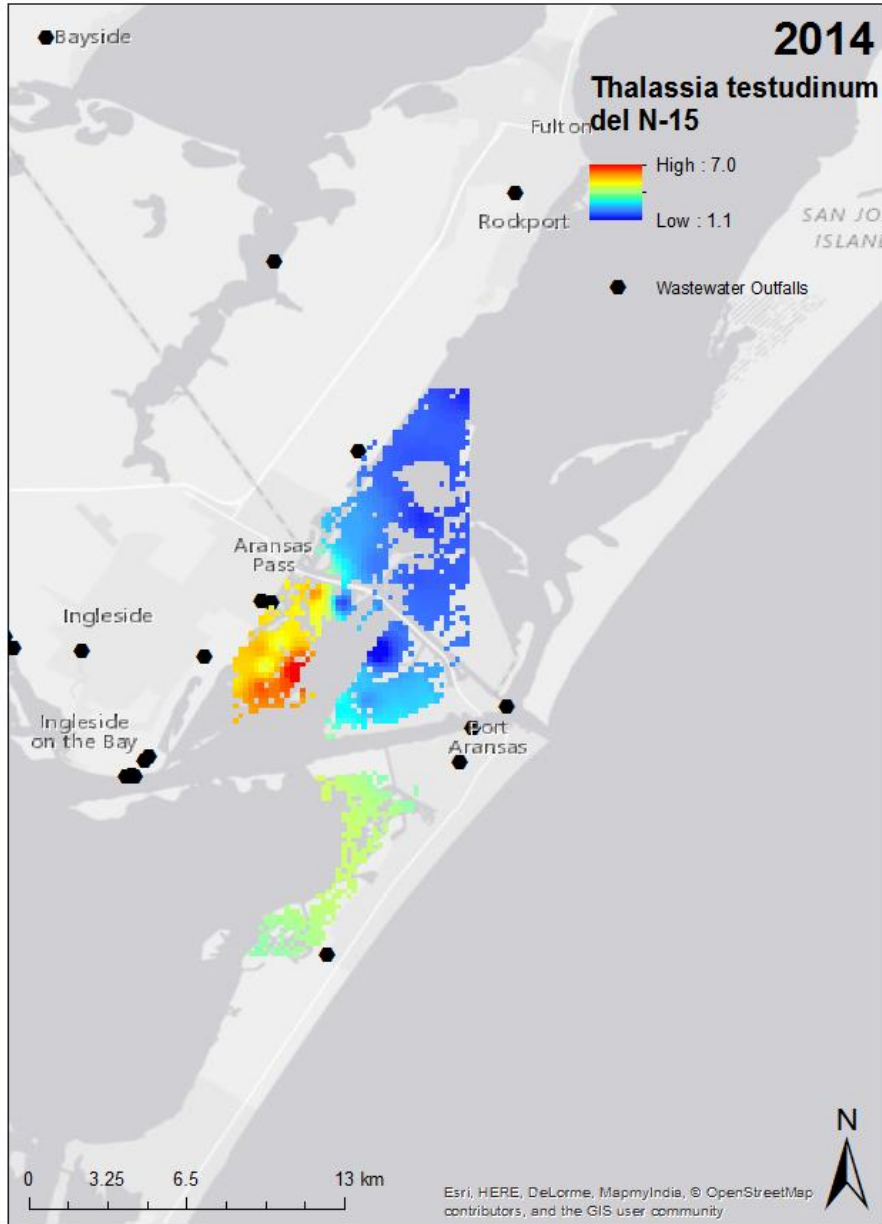 Bayside
2014
Thalassia testudinum
del N-15
Fulton
High : 7.0
Low : 1.1
Rockport
SAN JO
ISLAND
Wastewater Outfalls
Aransas
Pass
Ingleside
Ingleside
on the Bay
Port
Aransas
N
0 3.25 6.5 13 km
Esri, HERE, DeLorme, MapmyIndia, © OpenStreetMap
contributors, and the GIS user community